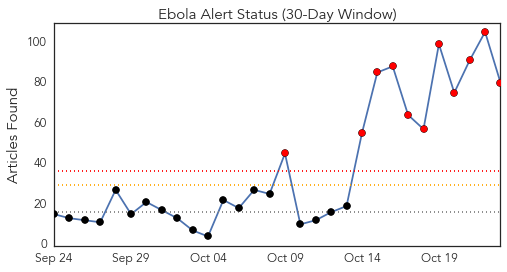 Ebola Alert Status (30-Day Window)
Articles Found
100
80
60
40
20
0
Sep 24 Sep 29 Oct 04 Oct 09 Oct 14 Oct 19